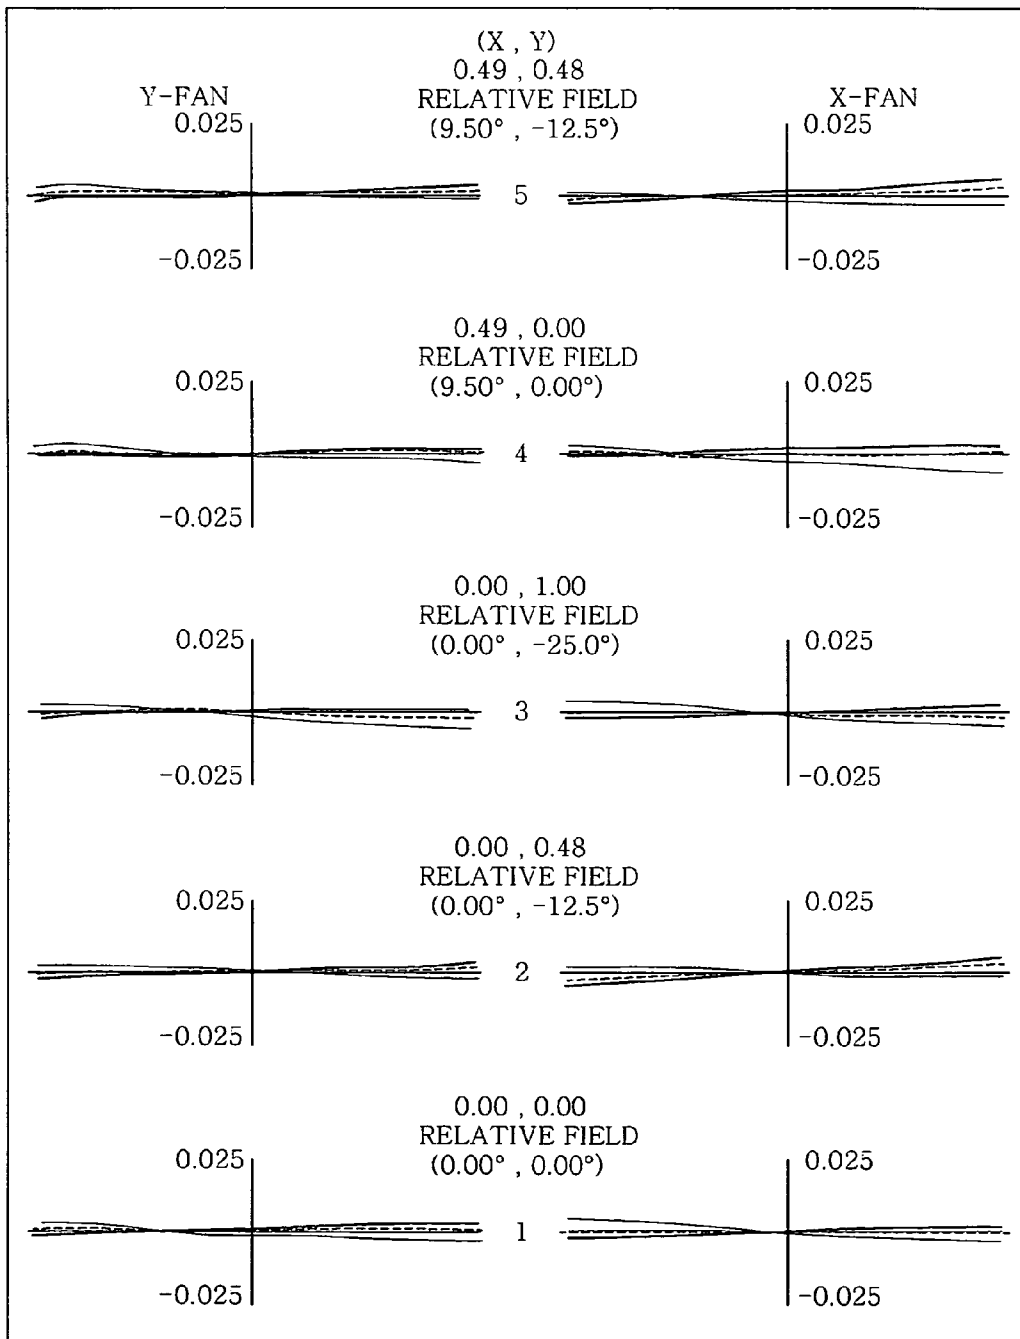 (X , Y)
0.49 , 0.48
Y-FAN RELATIVE FIELD X-FAN
0.025 (9.50° , -12.5°) 0.025
5
-0.025 -0.025
0.49 , 0.00
RELATIVE FIELD
0.025 (9.50° , 0.00°) 0.025
4
-0.025 -0.025
0.00 , 1.00
RELATIVE FIELD
0.025 (0.00° , -25.0°) 0.025
3
-0.025 -0.025
0.00 , 0.48
RELATIVE FIELD
0.025 (0.00° , -12.5°) 0.025
2
-0.025 -0.025
0.00 , 0.00
RELATIVE FIELD
0.025 (0.00° , 0.00°) 0.025
1
-0.025 -0.025